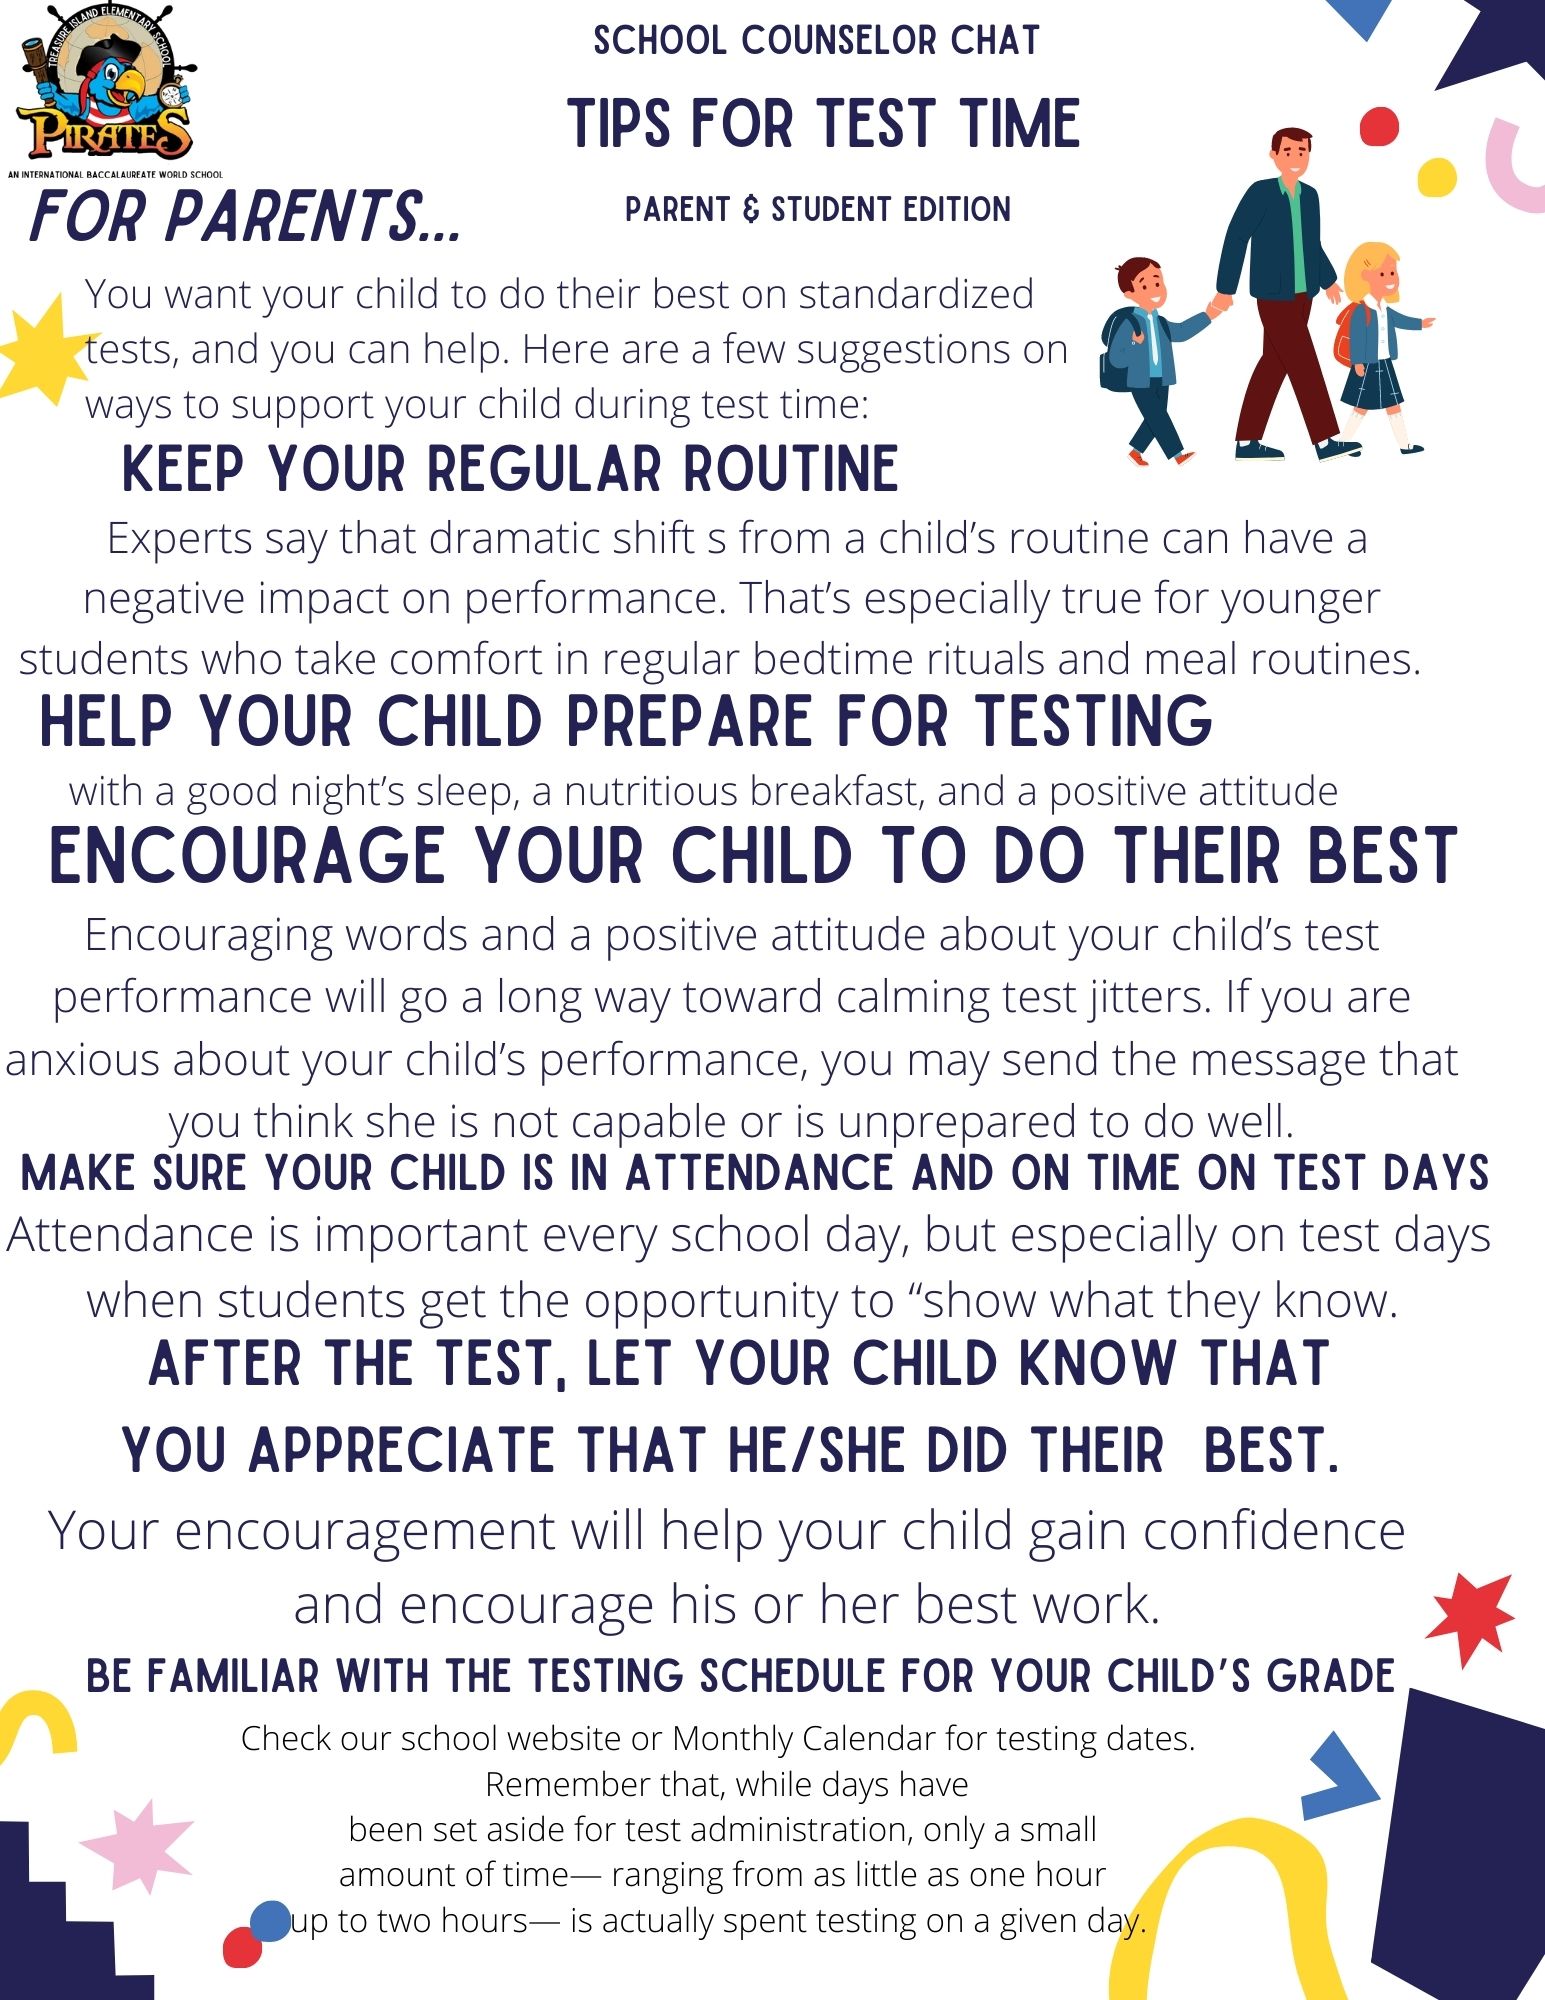 TREASURE ISLAND ELEMENTARY SCHOOL
PIRATES
AN INTERNATIONAL BACCALAUREATE WORLD SCHOOL
SCHOOL COUNSELOR CHAT
TIPS FOR TEST TIME
PARENT & STUDENT EDITION
FOR PARENTS...
You want your child to do their best on standardized
tests, and you can help. Here are a few suggestions on
ways to support your child during test time:
KEEP YOUR REGULAR ROUTINE
Experts say that dramatic shift s from a child’s routine can have a
negative impact on performance. That’s especially true for younger
students who take comfort in regular bedtime rituals and meal routines.
HELP YOUR CHILD PREPARE FOR TESTING
with a good night’s sleep, a nutritious breakfast, and a positive attitude
ENCOURAGE YOUR CHILD TO DO THEIR BEST
Encouraging words and a positive attitude about your child’s test
performance will go a long way toward calming test jitters. If you are
anxious about your child’s performance, you may send the message that
you think she is not capable or is unprepared to do well.
MAKE SURE YOUR CHILD IS IN ATTENDANCE AND ON TIME ON TEST DAYS
Attendance is important every school day, but especially on test days
when students get the opportunity to “show what they know.
AFTER THE TEST, LET YOUR CHILD KNOW THAT
YOU APPRECIATE THAT HE/SHE DID THEIR BEST.
Your encouragement will help your child gain confidence
and encourage his or her best work.
BE FAMILIAR WITH THE TESTING SCHEDULE FOR YOUR CHILD’S GRADE
Check our school website or Monthly Calendar for testing dates.
Remember that, while days have
been set aside for test administration, only a small
amount of time— ranging from as little as one hour
up to two hours— is actually spent testing on a given day.